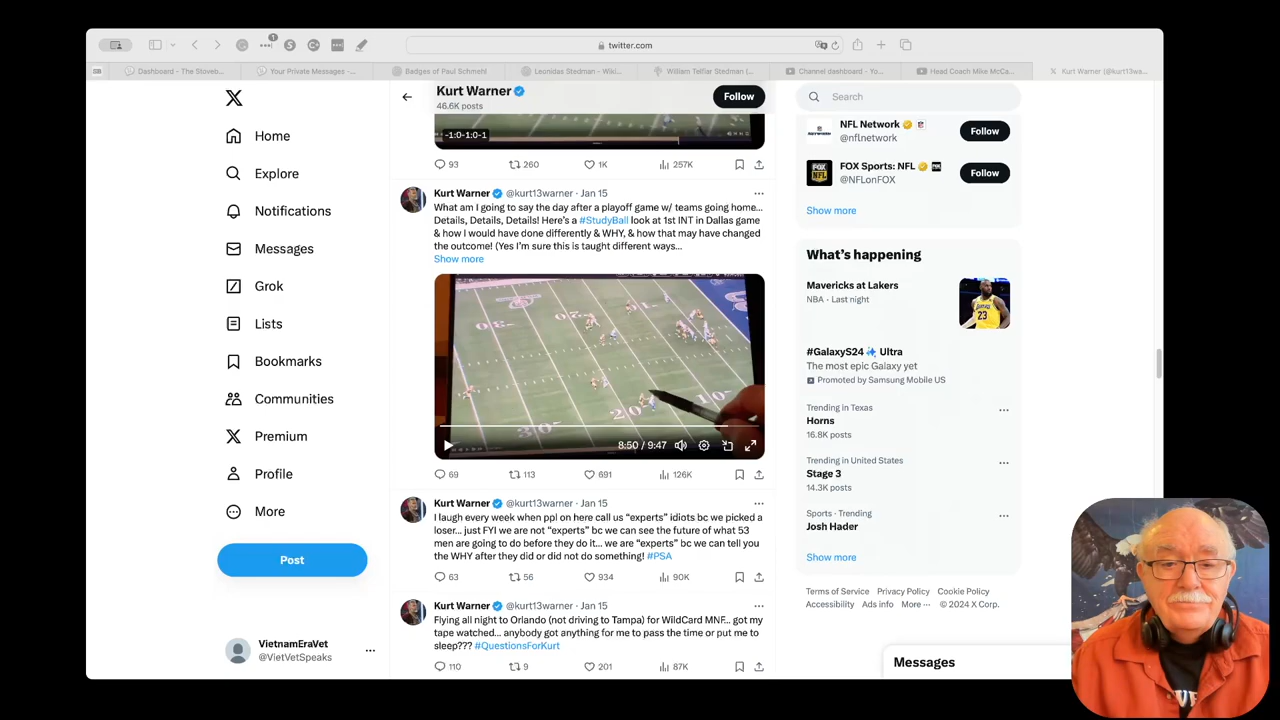 1
twitter.com
Dashboard – The Stoveb...
Your Private Messages -...
Badges of Paul Schmehl
Leonidas Stedman - Wiki...
William Telfiar Stedman (...
Channel dashboard - Yo...
Head Coach Mike McCa...
Kurt Warner (@kurt13wa...
Home
Explore
Notifications
Messages
Grok
Lists
Bookmarks
Communities
Premium
Profile
More
Post
VietnamEraVet
@VietVetSpeaks
Kurt Warner
46.6K posts
Follow
-1:0-1:0-1
93 260 1K 257K
Kurt Warner @kurt13warner · Jan 15
What am I going to say the day after a playoff game w/ teams going home...
Details, Details, Details! Here's a #StudyBall look at 1st INT in Dallas game
& how I would have done differently & WHY, & how that may have changed
the outcome! (Yes I'm sure this is taught different ways...
Show more
8:50 / 9:47
69 113 691 126K
Kurt Warner @kurt13warner · Jan 15
I laugh every week when ppl on here call us “experts” idiots bc we picked a
loser... just FYI we are not “experts” bc we can see the future of what 53
men are going to do before they do it... we are “experts” bc we can tell you
the WHY after they did or did not do something! #PSA
63 56 934 90K
Kurt Warner @kurt13warner · Jan 15
Flying all night to Orlando (not driving to Tampa) for WildCard MNF... got my
tape watched... anybody got anything for me to pass the time or put me to
sleep??? #QuestionsForKurt
110 9 201 87K
Search
NFL Network
@nflnetwork
Follow
FOX Sports: NFL
@NFLonFOX
Follow
Show more
What's happening
Mavericks at Lakers
NBA · Last night
#GalaxyS24 Ultra
The most epic Galaxy yet
Promoted by Samsung Mobile US
Trending in Texas
Horns
16.8K posts
Trending in United States
Stage 3
14.3K posts
Sports · Trending
Josh Hader
Show more
Terms of Service Privacy Policy Cookie Policy
Accessibility Ads info More ··· © 2024 X Corp.
Messages